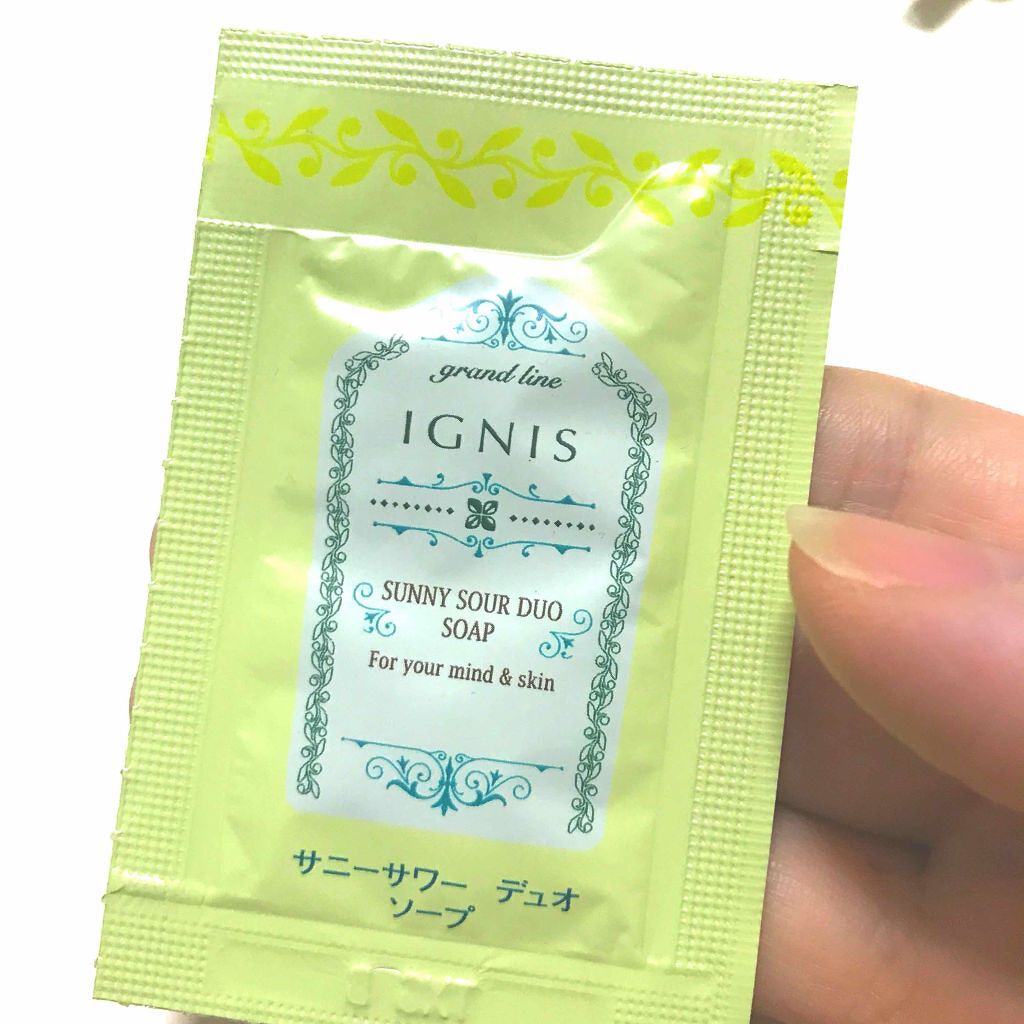 grand line
IGNIS
SUNNY SOUR DUO
SOAP
For your mind & skin
サニーサワー デュオ
ソープ